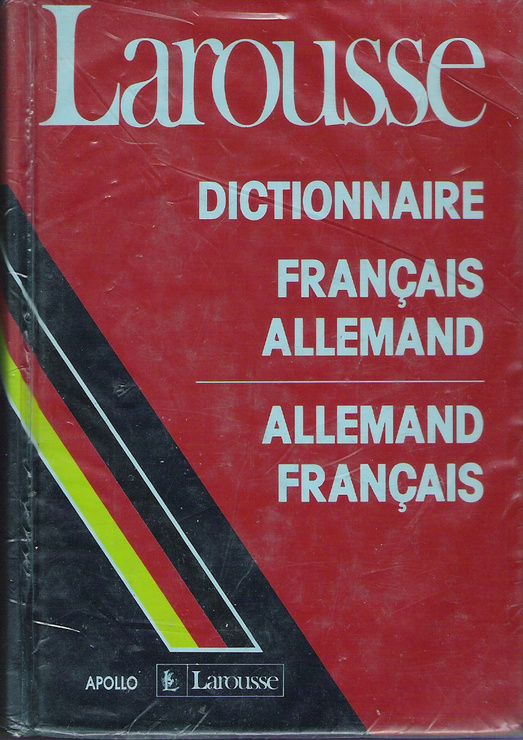 Larousse
DICTIONNAIRE
FRANÇAIS
ALLEMAND
ALLEMAND
FRANÇAIS
APOLLO Larousse